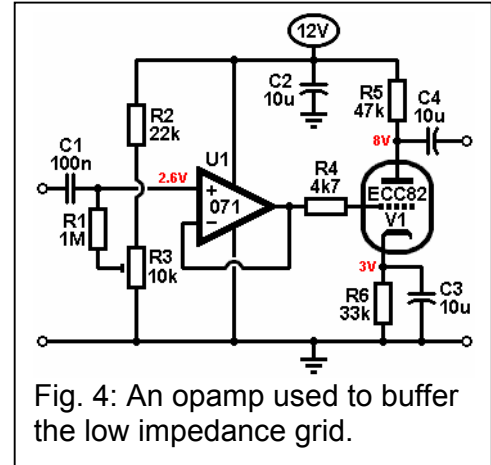 12V
C2
10u
R5
47k
C4
10u
8V
R2
22k
C1
100n
U1
2.6V
+
071
−
R4
4k7
ECC82
V1
R1
1M
R3
10k
3V
R6
33k
C3
10u
Fig. 4: An opamp used to buffer
the low impedance grid.